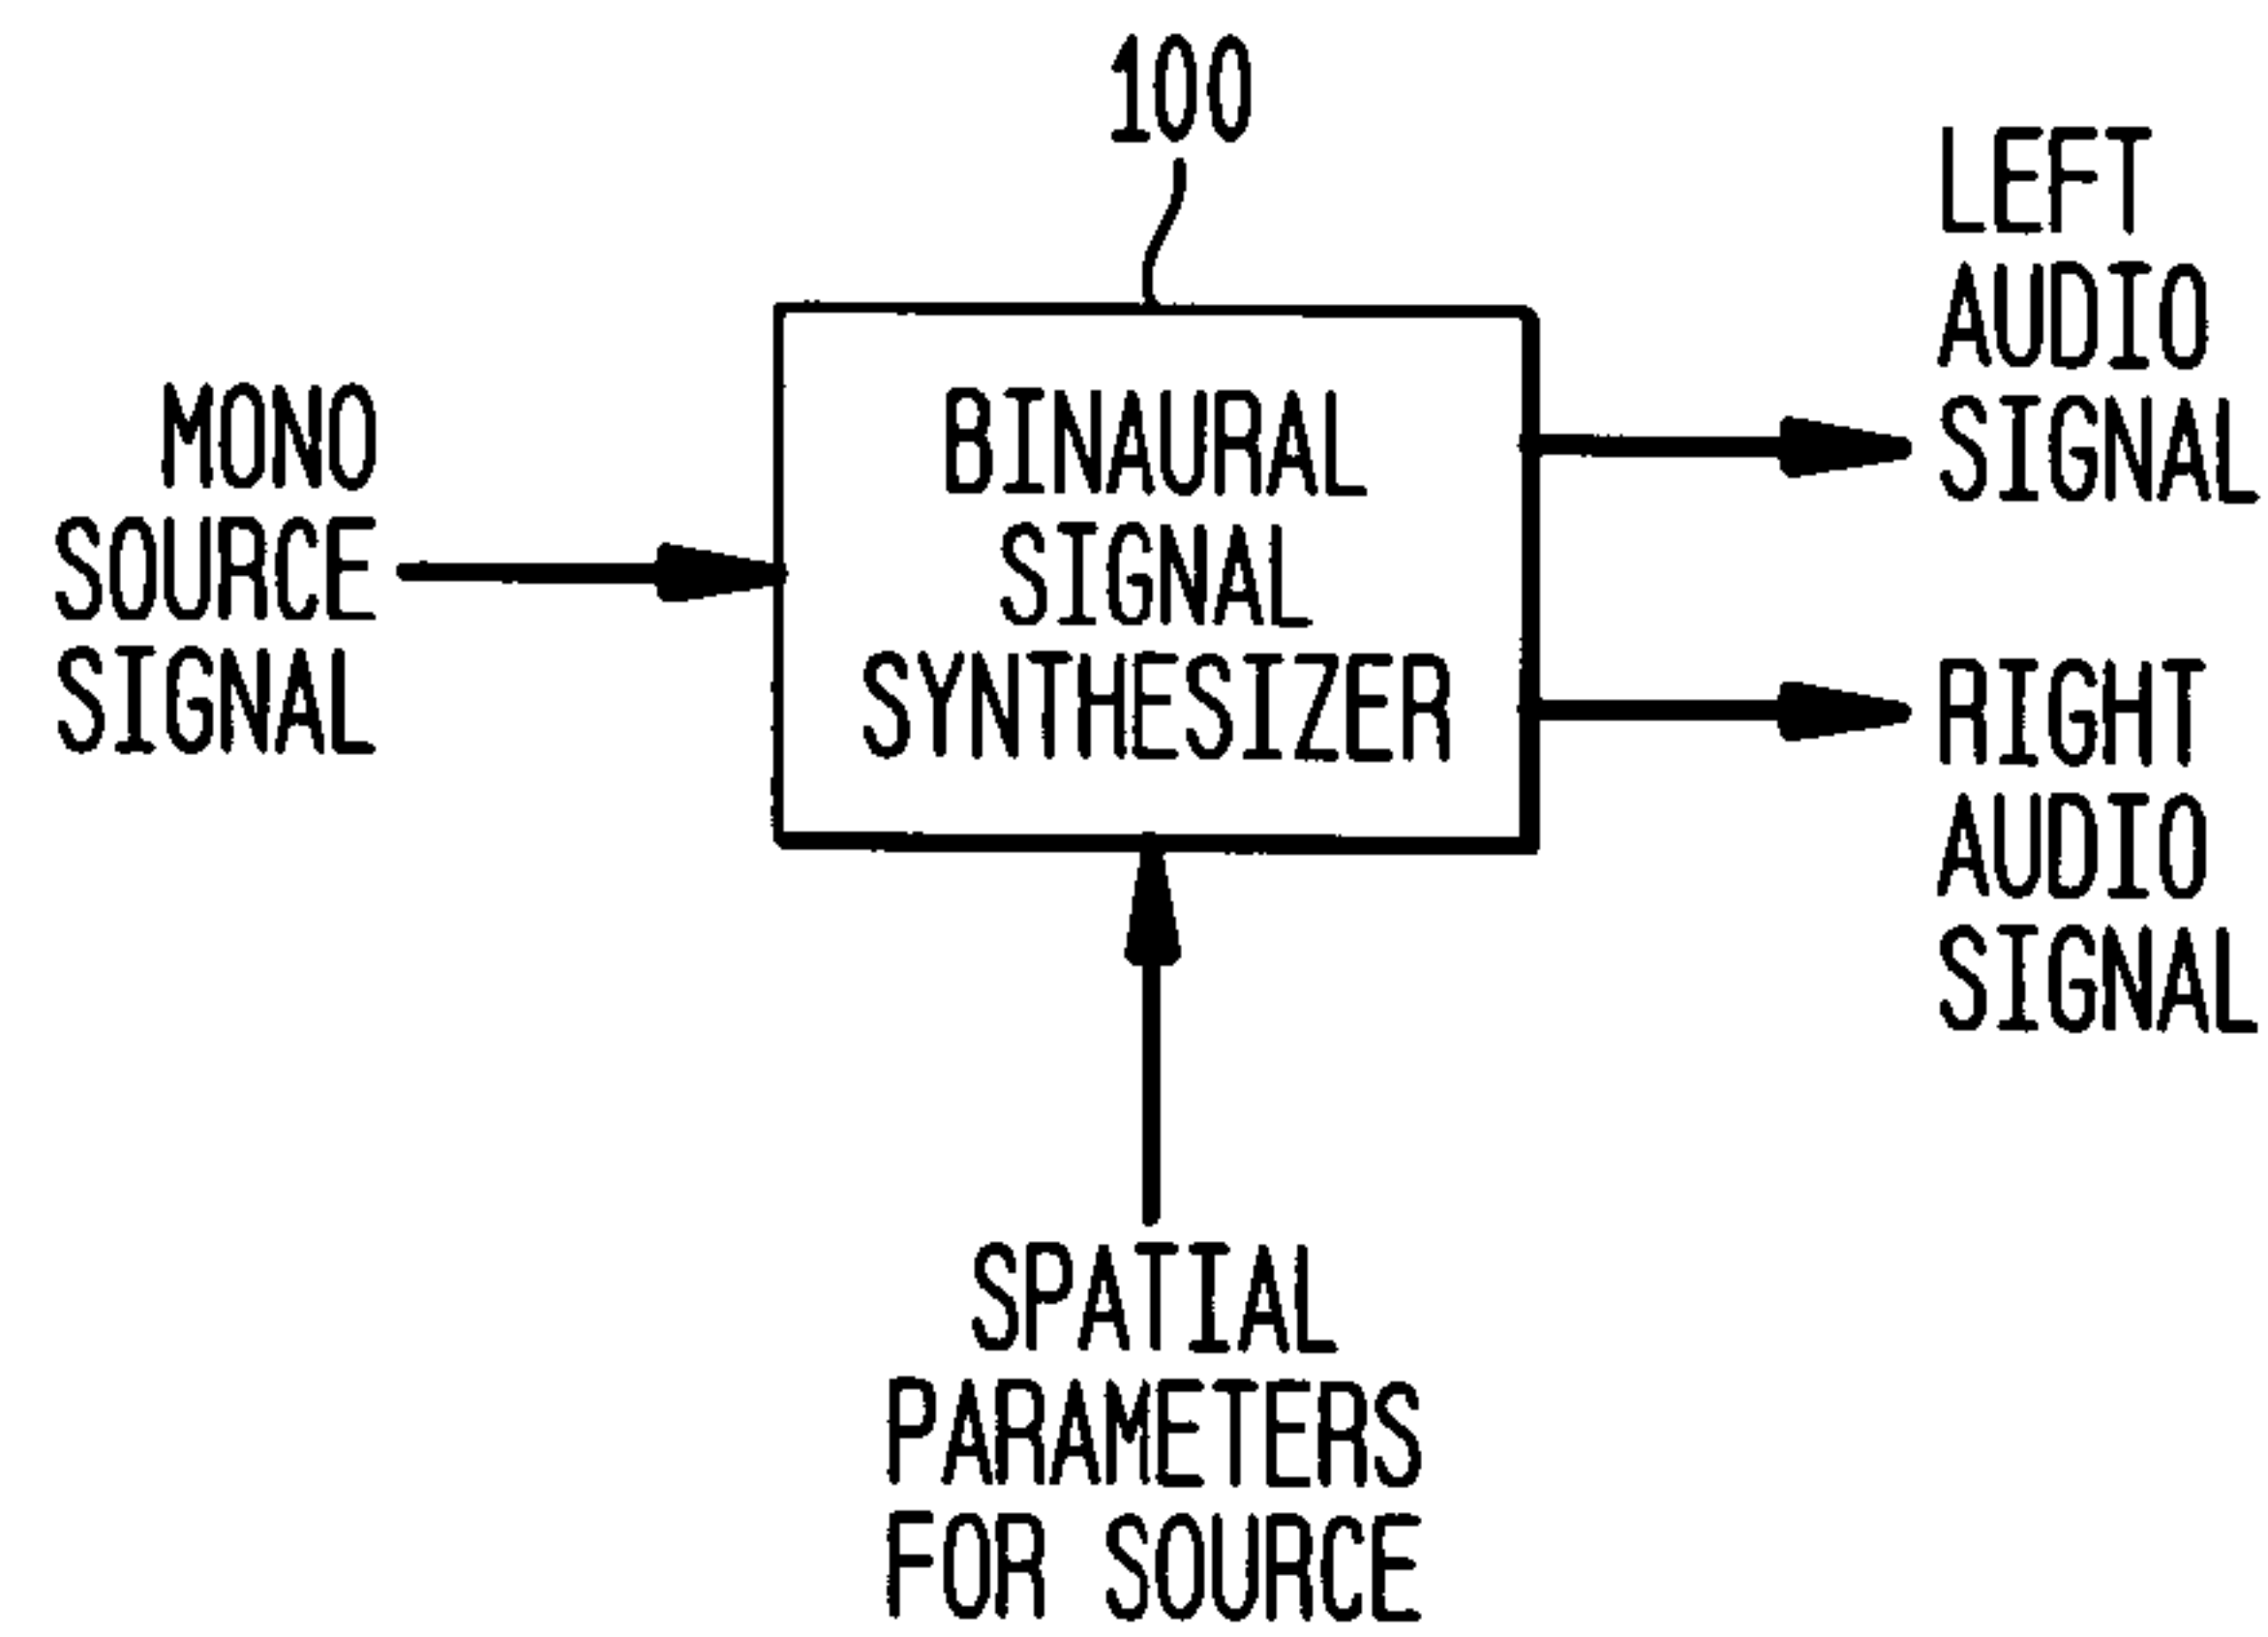 100
MONO
SOURCE
SIGNAL
BINAURAL
SIGNAL
SYNTHESIZER
LEFT
AUDIO
SIGNAL
RIGHT
AUDIO
SIGNAL
SPATIAL
PARAMETERS
FOR SOURCE